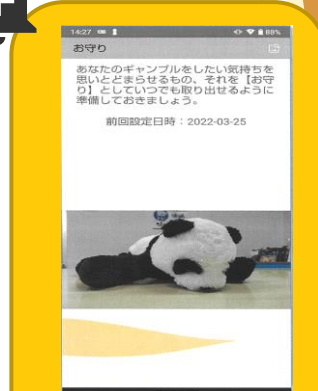 14:27
88%
お守り
あなたのギャンブルをしたい気持ちを
思いとどまらせるもの、それを【お守
り】としていつでも取り出せるように
準備しておきましょう。
前回設定日時：2022-03-25